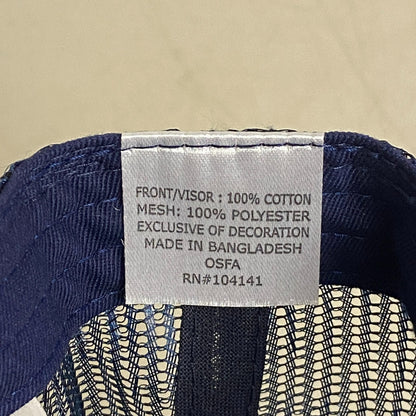 FRONT/VISOR : 100% COTTON
MESH: 100% POLYESTER
EXCLUSIVE OF DECORATION
MADE IN BANGLADESH
OSFA
RN#104141